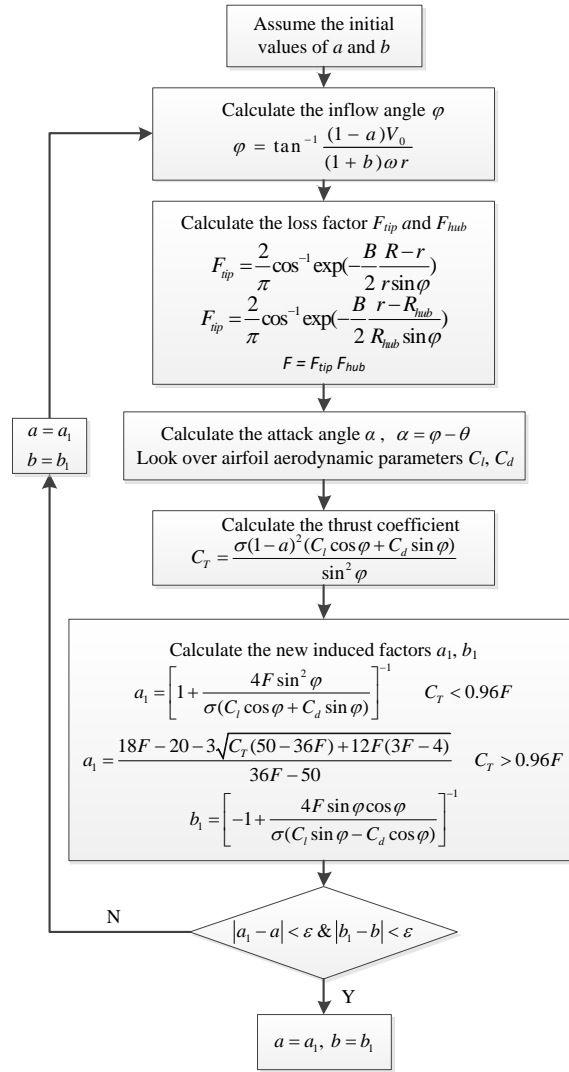 Assume the initial
values of a and b
Calculate the inflow angle φ
φ = tan⁻¹ (1 − a)V₀ / (1 + b)ω r
Calculate the loss factor F_tip and F_hub
F_tip = 2/π cos⁻¹ exp(− B/2 R − r / r sin φ)
F_tip = 2/π cos⁻¹ exp(− B/2 r − R_hub / R_hub sin φ)
F = F_tip F_hub
Calculate the attack angle α , α = φ − θ
Look over airfoil aerodynamic parameters C_l, C_d
Calculate the thrust coefficient
C_T = σ(1 − a)² (C_l cos φ + C_d sin φ) / sin² φ
Calculate the new induced factors a₁, b₁
a₁ = [1 + 4F sin² φ / σ(C_l cos φ + C_d sin φ)]⁻¹ C_T < 0.96F
a₁ = 18F − 20 − 3√(C_T(50 − 36F) + 12F(3F − 4)) / 36F − 50 C_T > 0.96F
b₁ = [−1 + 4F sin φ cos φ / σ(C_l sin φ − C_d cos φ)]⁻¹
|a₁ − a| < ε & |b₁ − b| < ε
N
a = a₁
b = b₁
Y
a = a₁, b = b₁